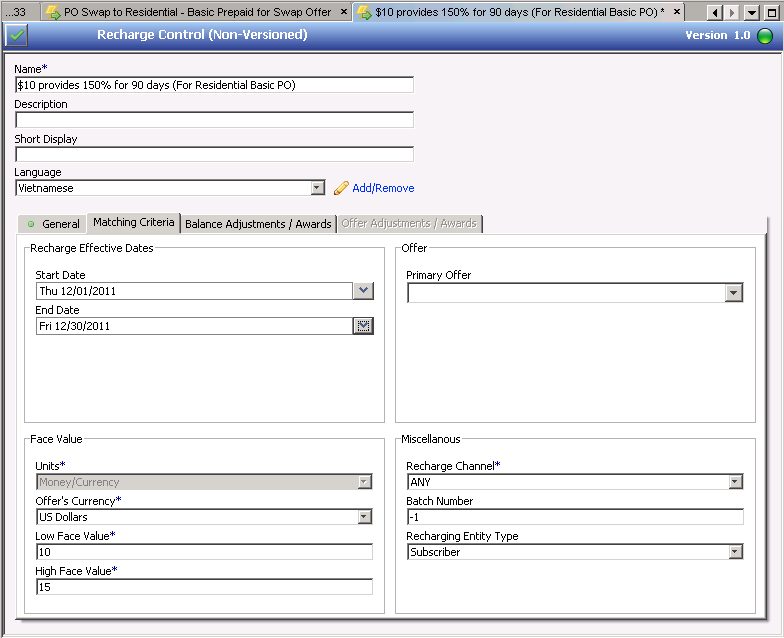 ...33
PO Swap to Residential - Basic Prepaid for Swap Offer
$10 provides 150% for 90 days (For Residential Basic PO) *
Recharge Control (Non-Versioned)
Version 1.0
Name*
$10 provides 150% for 90 days (For Residential Basic PO)
Description
Short Display
Language
Vietnamese
Add/Remove
General
Matching Criteria
Balance Adjustments / Awards
Offer Adjustments / Awards
Recharge Effective Dates
Start Date
Thu 12/01/2011
End Date
Fri 12/30/2011
Offer
Primary Offer
Face Value
Units*
Money/Currency
Offer's Currency*
US Dollars
Low Face Value*
10
High Face Value*
15
Miscellanous
Recharge Channel*
ANY
Batch Number
-1
Recharging Entity Type
Subscriber